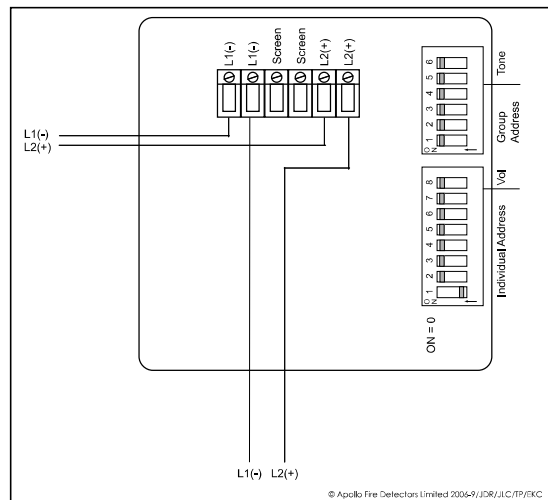 L1(-)
L1(-)
Screen
Screen
L2(+)
L2(+)
L1(-)
L2(+)
6
5
4
3
2
1
ON
Tone
Group
Address
8
7
6
5
4
3
2
1
ON
Vol
Individual Address
ON = 0
L1(-) L2(+)
© Apollo Fire Detectors Limited 2006-9/JDR/JLC/TP/EKC